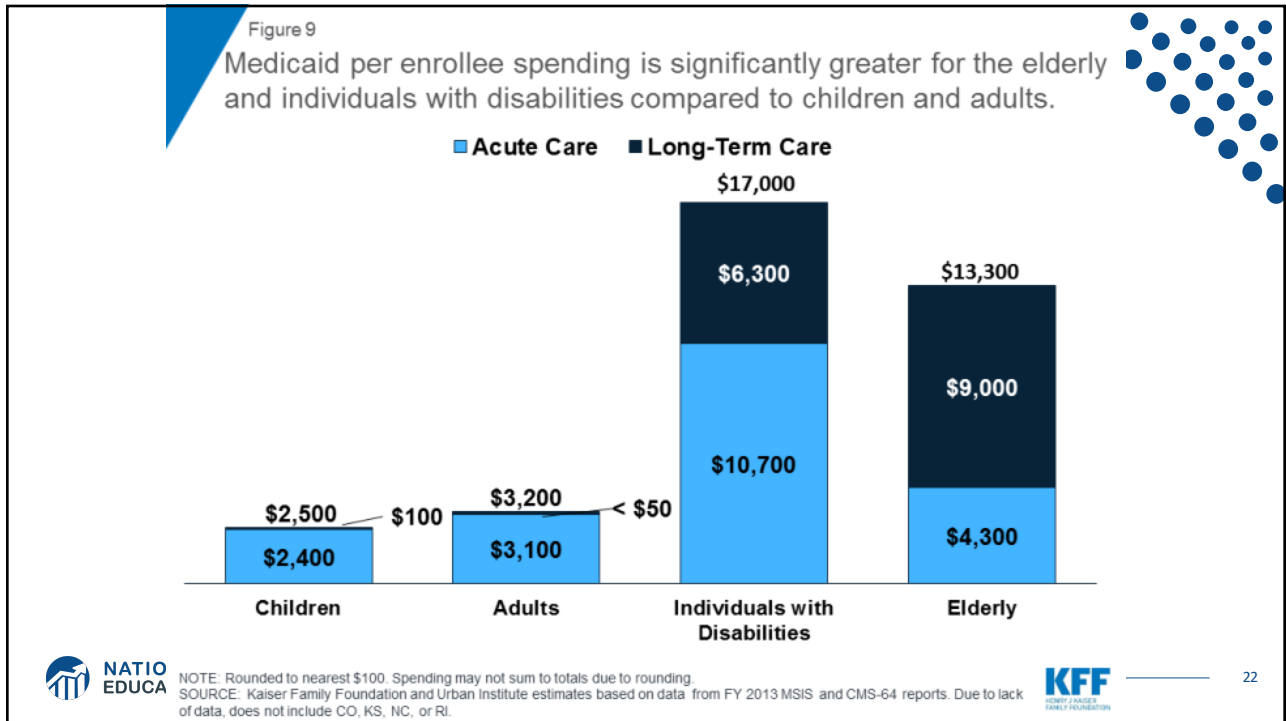 Figure 9
Medicaid per enrollee spending is significantly greater for the elderly
and individuals with disabilities compared to children and adults.
Acute Care Long-Term Care
$17,000
$6,300
$13,300
$9,000
$10,700
$3,200
< $50
$2,500
$100
$4,300
$3,100
$2,400
Children Adults Individuals with Elderly
Disabilities
NATIO
EDUCA
NOTE: Rounded to nearest $100. Spending may not sum to totals due to rounding.
SOURCE: Kaiser Family Foundation and Urban Institute estimates based on data from FY 2013 MSIS and CMS-64 reports. Due to lack
of data, does not include CO, KS, NC, or RI.
KFF
HENRY J KAISER
FAMILY FOUNDATION
22